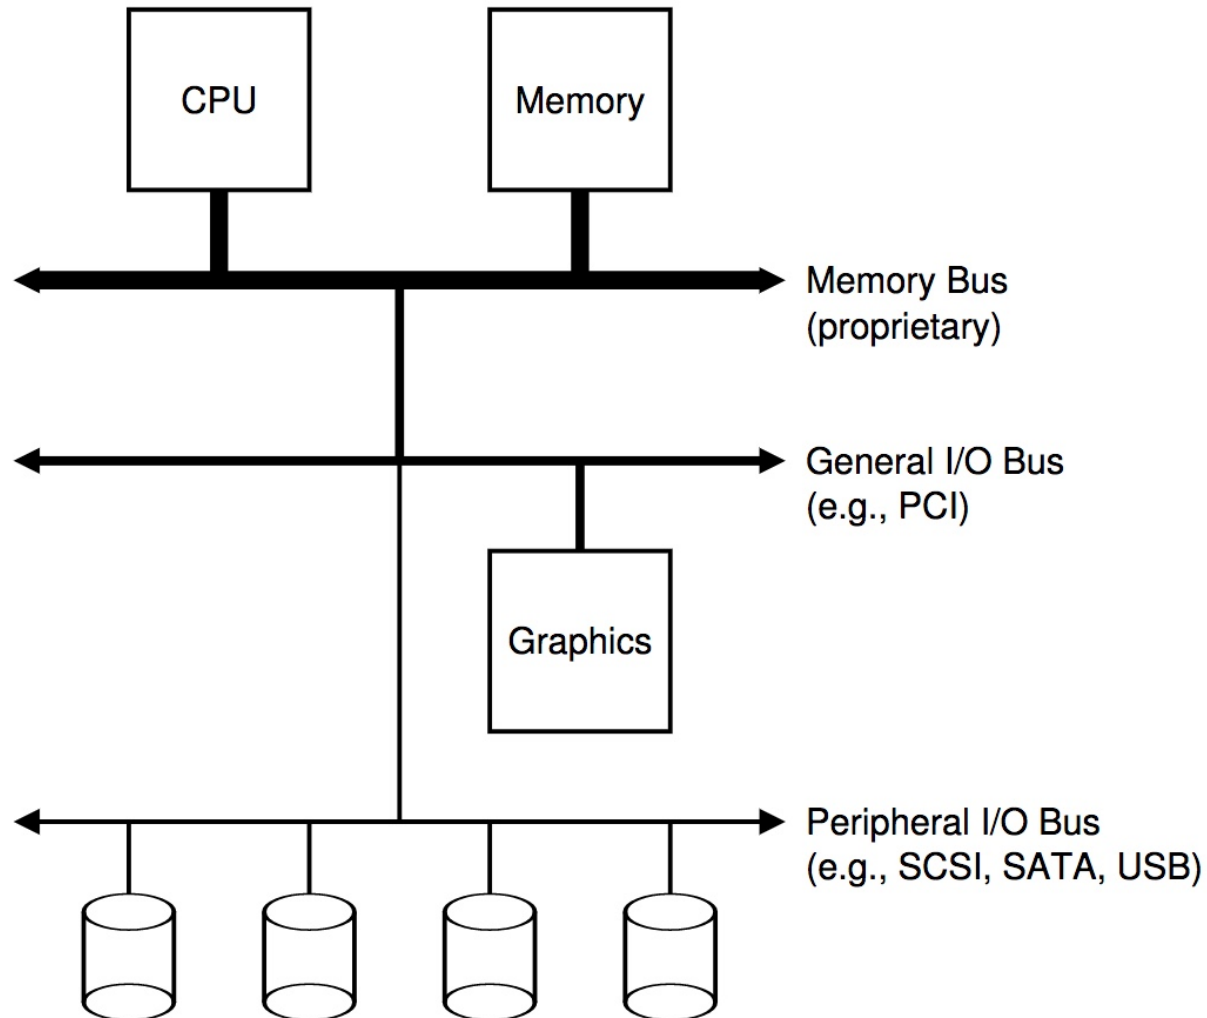 CPU
Memory
Memory Bus
(proprietary)
General I/O Bus
(e.g., PCI)
Graphics
Peripheral I/O Bus
(e.g., SCSI, SATA, USB)